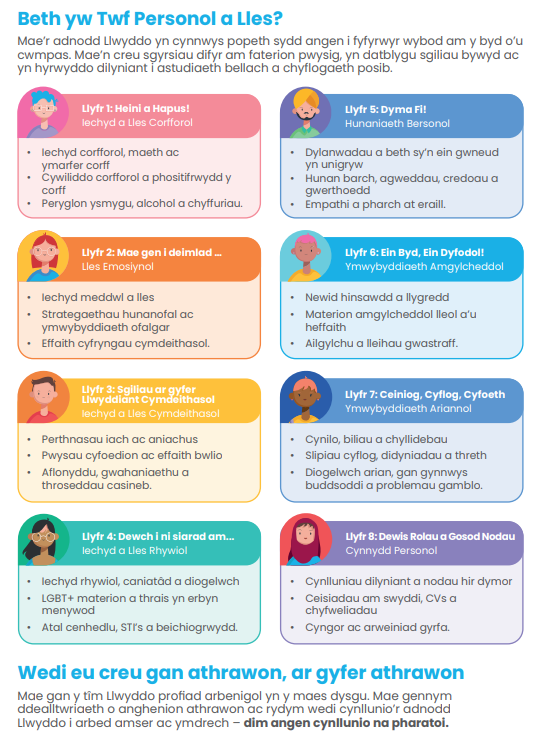 Beth yw Twf Personol a Lles?
Mae'r adnodd Llwyddo yn cynnwys popeth sydd angen i fyfyrwyr wybod am y byd o'u
cwmpas. Mae'n creu sgyrsiau difyr am faterion pwysig, yn datblygu sgiliau bywyd ac
yn hyrwyddo dilyniant i astudiaeth bellach a chyflogaeth posib.
Llyfr 1: Heini a Hapus!
Iechyd a Lles Corfforol
• Iechyd corfforol, maeth ac
ymarfer corff
• Cywiliddo corfforol a phositifrwydd y
corff
• Peryglon ysmygu, alcohol a chyffuriau.
Llyfr 5: Dyma Fi!
Hunaniaeth Bersonol
• Dylanwadau a beth sy'n ein gwneud
yn unigryw
• Hunan barch, agweddau, credoau a
gwerthoedd
• Empathi a pharch at eraill.
Llyfr 2: Mae gen i deimlad ...
Lles Emosiynol
• Iechyd meddwl a lles
• Strategaethau hunanofal ac
ymwybyddiaeth ofalgar
• Effaith cyfryngau cymdeithasol.
Llyfr 6: Ein Byd, Ein Dyfodol!
Ymwybyddiaeth Amgylcheddol
• Newid hinsawdd a llygredd
• Materion amgylcheddol lleol a'u
heffaith
• Ailgylchu a lleihau gwastraff.
Llyfr 3: Sgiliau ar gyfer
Llwyddiant Cymdeithasol
Iechyd a Lles Cymdeithasol
• Perthnasau iach ac aniachus
• Pwysau cyfoedion ac effaith bwlio
• Aflonyddu, gwahaniaethu a
throseddau casineb.
Llyfr 7: Ceiniog, Cyflog, Cyfoeth
Ymwybyddiaeth Ariannol
• Cynilo, biliau a chyllidebau
• Slipiau cyflog, didyniadau a threth
• Diogelwch arian, gan gynnwys
buddsoddi a problemau gamblo.
Llyfr 4: Dewch i ni siarad am...
Iechyd a Lles Rhywiol
• Iechyd rhywiol, caniatâd a diogelwch
• LGBT+ materion a thrais yn erbyn
menywod
• Atal cenhedlu, STI's a beichiogrwydd.
Llyfr 8: Dewis Rolau a Gosod Nodau
Cynnydd Personol
• Cynlluniau dilyniant a nodau hir dymor
• Ceisiadau am swyddi, CVs a
chyfweliadau
• Cyngor ac arweiniad gyrfa.
Wedi eu creu gan athrawon, ar gyfer athrawon
Mae gan y tîm Llwyddo profiad arbenigol yn y maes dysgu. Mae gennym
ddealltwriaeth o anghenion athrawon ac rydym wedi cynllunio'r adnodd
Llwyddo i arbed amser ac ymdrech – dim angen cynllunio na pharatoi.